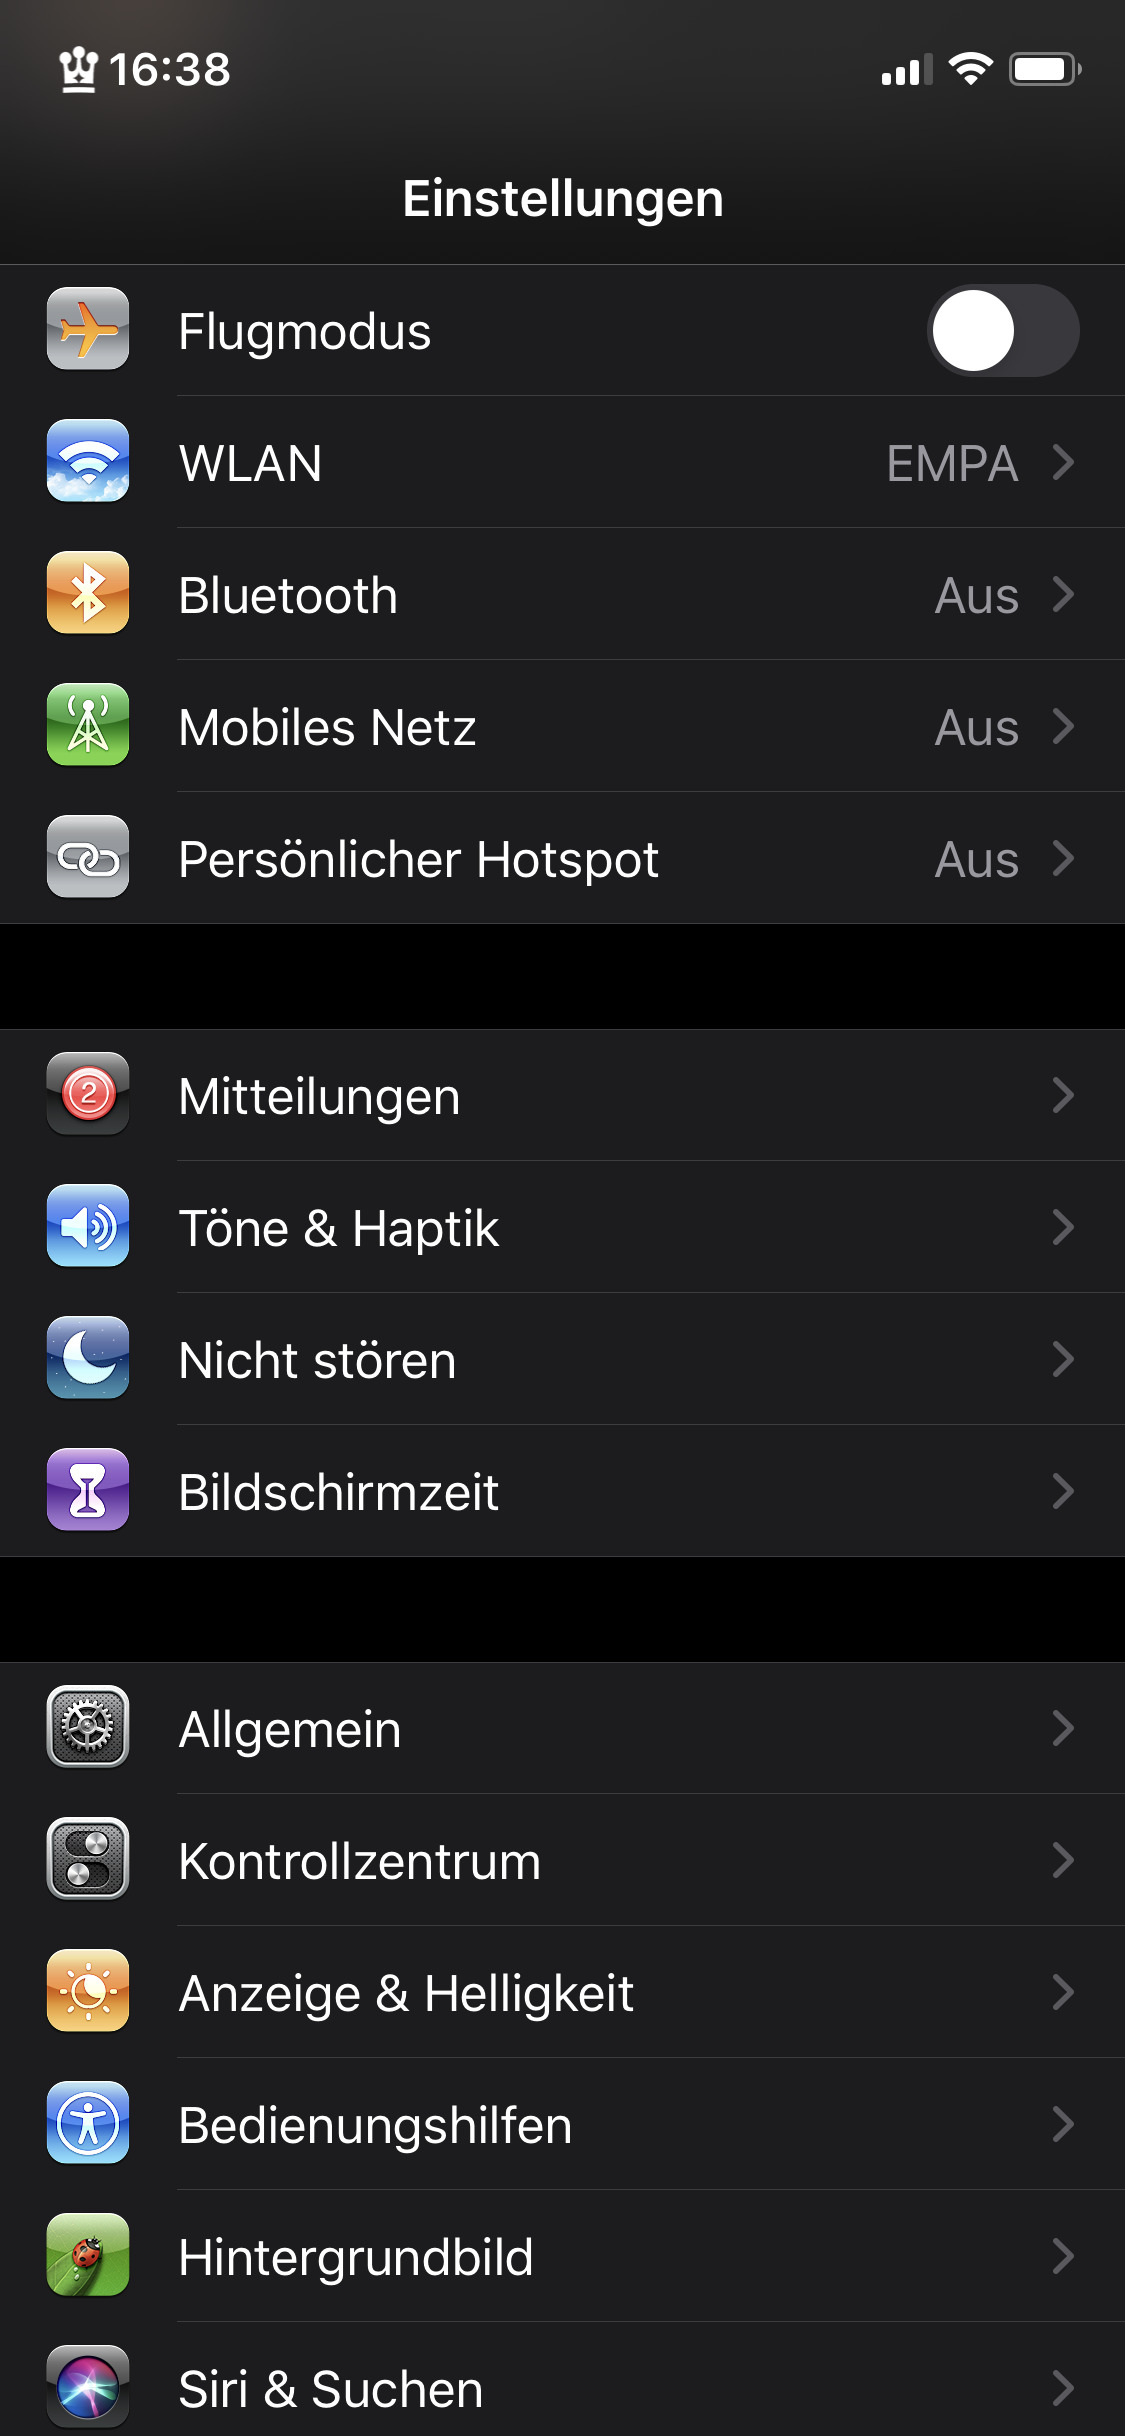 16:38
Einstellungen
Flugmodus
WLAN EMPA
Bluetooth Aus
Mobiles Netz Aus
Persönlicher Hotspot Aus
2 Mitteilungen
Töne & Haptik
Nicht stören
Bildschirmzeit
Allgemein
Kontrollzentrum
Anzeige & Helligkeit
Bedienungshilfen
Hintergrundbild
Siri & Suchen